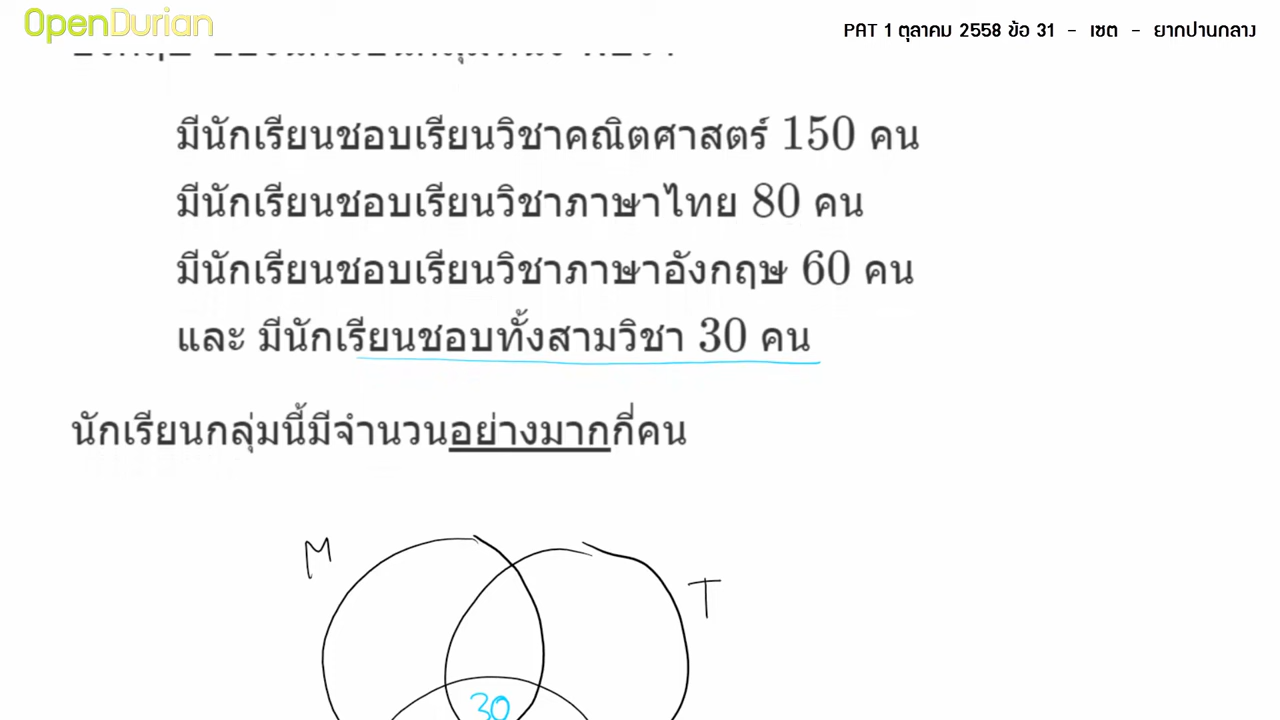 OpenDurian
PAT 1 ตุลาคม 2558 ข้อ 31 - เซต - ยากปานกลาง
มีนักเรียนชอบเรียนวิชาคณิตศาสตร์ 150 คน
มีนักเรียนชอบเรียนวิชาภาษาไทย 80 คน
มีนักเรียนชอบเรียนวิชาภาษาอังกฤษ 60 คน
และ มีนักเรียนชอบทั้งสามวิชา 30 คน
นักเรียนกลุ่มนี้มีจำนวนอย่างมากกี่คน
M
T
30